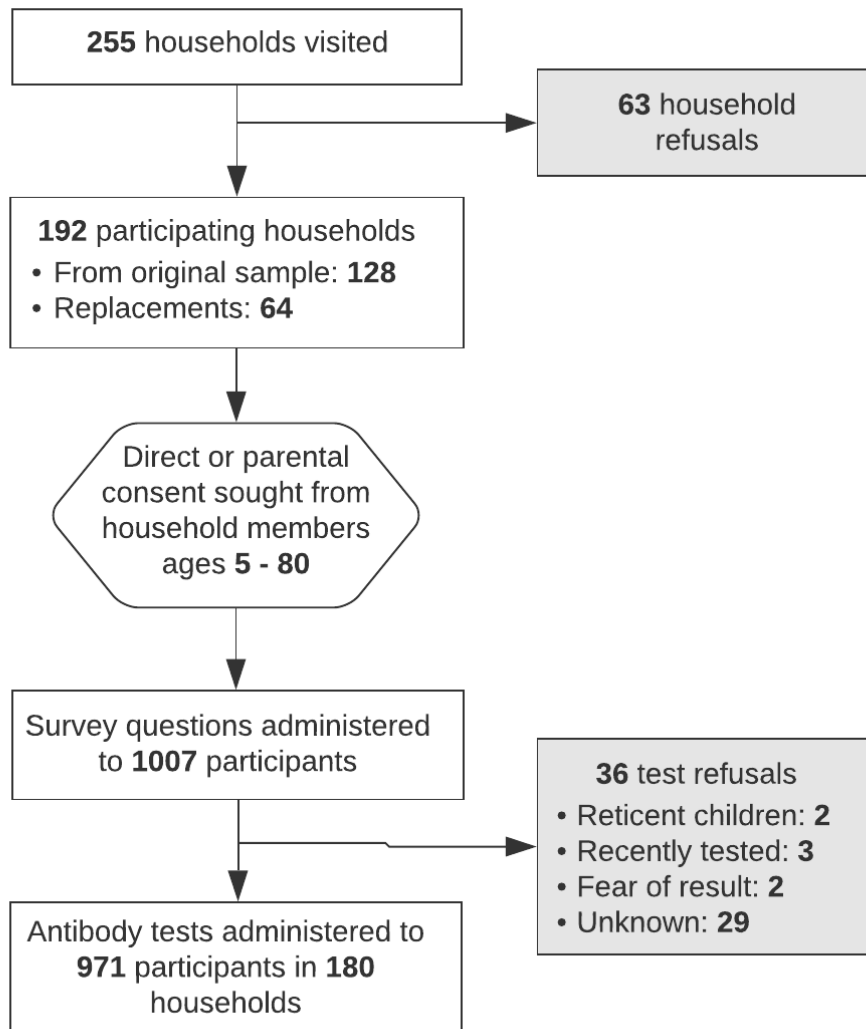 255 households visited
63 household
refusals
192 participating households
• From original sample: 128
• Replacements: 64
Direct or parental
consent sought from
household members
ages 5 - 80
Survey questions administered
to 1007 participants
36 test refusals
• Reticent children: 2
• Recently tested: 3
• Fear of result: 2
• Unknown: 29
Antibody tests administered to
971 participants in 180
households